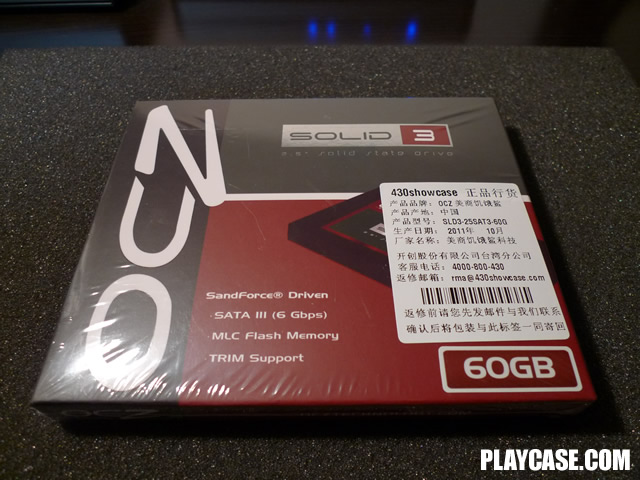 OCZ
SOLID 3
2.5" solid state drive
SandForce® Driven
· SATA III (6 Gbps)
· MLC Flash Memory
· TRIM Support
430showcase 正品行货
产品品牌: OCZ 美商饥饿鲨
产品产地: 中国
产品型号: SLD3-25SAT3-60G
生产日期: 2011年 10月
厂家名称: 美商饥饿鲨科技
开创股份有限公司台湾分公司
客服电话: 4000-800-430
返修邮箱: rma@430showcase.com
返修前请您先发邮件与我们联系
确认后将包装与此标签一同寄回
60GB
PLAYCASE.COM